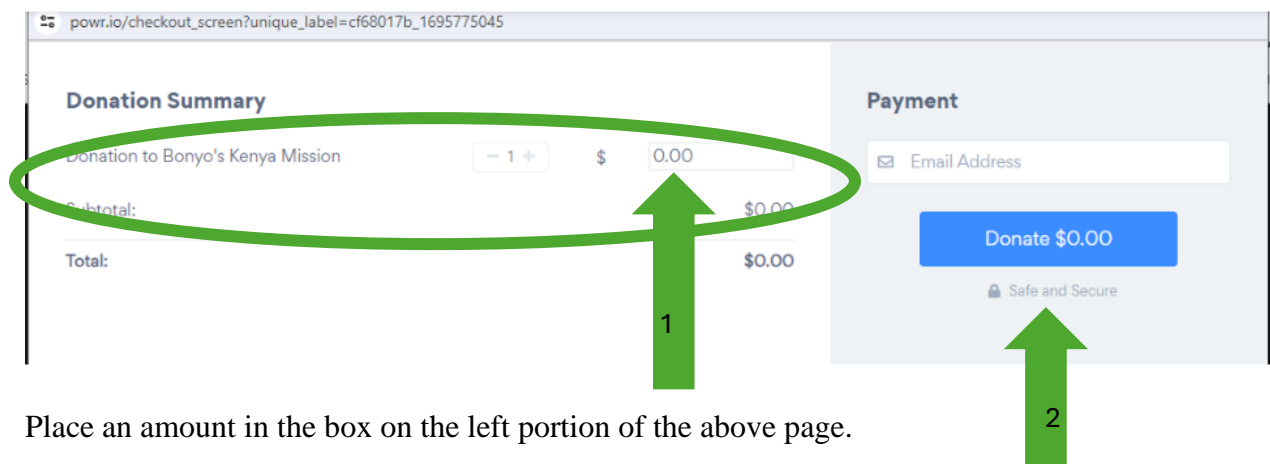 powr.io/checkout_screen?unique_label=cf68017b_1695775045
Donation Summary
Donation to Bonyo's Kenya Mission − 1 + $ 0.00
Subtotal: $0.00
Total: $0.00
Payment
Email Address
Donate $0.00
Safe and Secure
1
2
Place an amount in the box on the left portion of the above page.